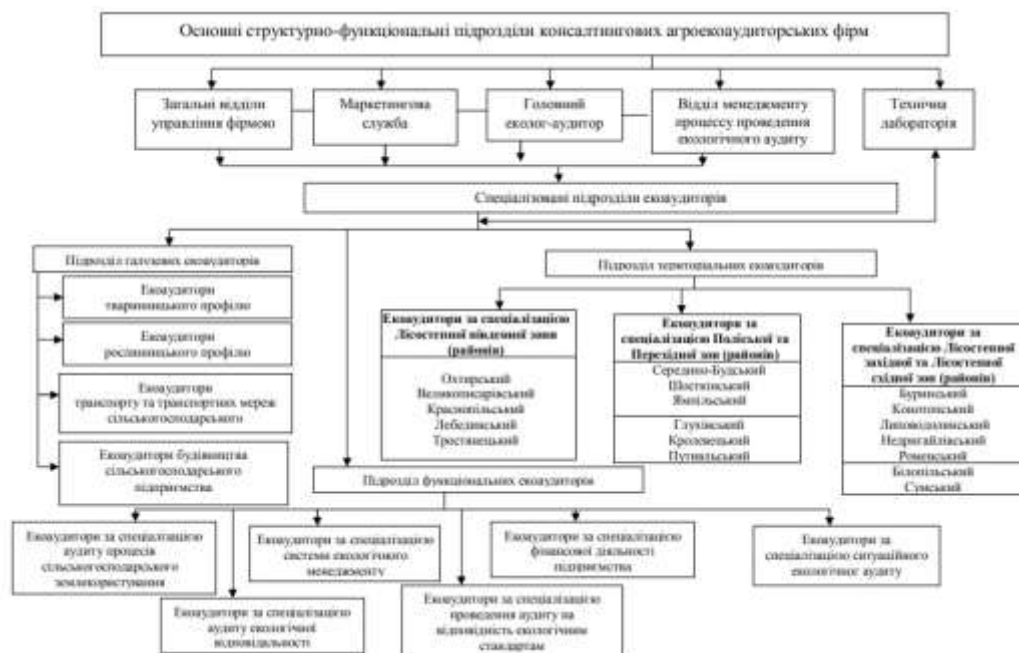 Основні структурно-функціональні підрозділи консалтингових агроекоаудиторських фірм
Загальні відділи
управління фірмою
Маркетингова
служба
Головний
еколог-аудитор
Відділ менеджменту
процессу проведення
екологічного аудиту
Технічна
лабораторія
Спеціалізовані підрозділи екоаудиторів
Підрозділ галузевих екоаудиторів
Екоаудитори
тваринницького профілю
Екоаудитори
рослинницького профілю
Екоаудитори
транспорту та транспортних мереж
сільськогосподарського
Екоаудитори будівництва
сільськогосподарського
підприємства
Підрозділ територіальних екоаудиторів
Екоаудитори за спеціалізацією
Лісостепної південної зони
(районів)
Охтирський
Великописарівський
Краснопільський
Лебединський
Тростянецький
Екоаудитори за
спеціалізацією Поліської та
Перехідної зон (районів)
Середино-Будський
Шосткінський
Ямпільський
Глухівський
Кролевецький
Путивльський
Екоаудитори за
спеціалізацією Лісостепної
західної та Лісостепної
східної зон (районів)
Буринський
Конотопський
Липоводолинський
Недригайлівський
Роменський
Білопільський
Сумський
Підрозділ функціональних екоаудиторів
Екоаудитори за спеціалізацією
аудиту процесів
сільськогосподарського
землекористування
Екоаудитори за спеціалізацією
системи екологічного
менеджменту
Екоаудитори за спеціалізацією
фінансової діяльності
підприємства
Екоаудитори за
спеціалізацією ситуаційного
екологічног аудиту
Екоаудитори за спеціалізацією
аудиту екологічної
відповідальності
Екоаудитори за спеціалізацією
проведення аудиту на
відповідність екологічним
стандартам